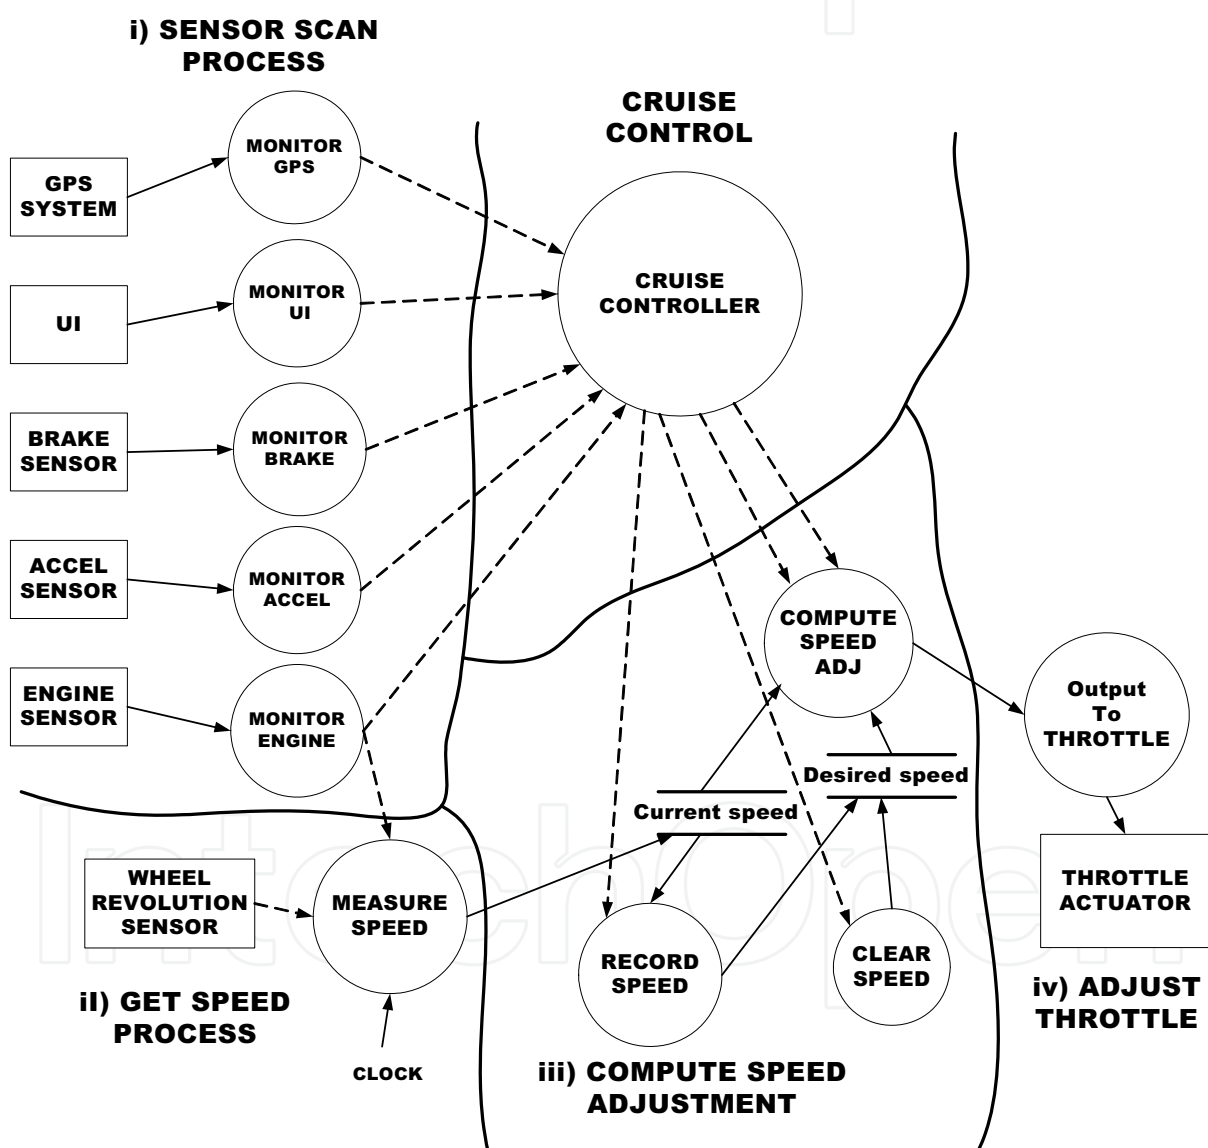 i) SENSOR SCAN
PROCESS
CRUISE
CONTROL
MONITOR
GPS
GPS
SYSTEM
MONITOR
UI
UI
CRUISE
CONTROLLER
BRAKE
SENSOR
MONITOR
BRAKE
ACCEL
SENSOR
MONITOR
ACCEL
ENGINE
SENSOR
MONITOR
ENGINE
COMPUTE
SPEED
ADJ
Output
To
THROTTLE
Desired speed
Current speed
WHEEL
REVOLUTION
SENSOR
MEASURE
SPEED
RECORD
SPEED
CLEAR
SPEED
THROTTLE
ACTUATOR
iI) GET SPEED
PROCESS
CLOCK
iii) COMPUTE SPEED
ADJUSTMENT
iv) ADJUST
THROTTLE
IntechOpen